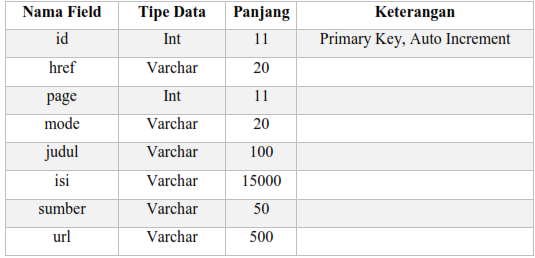 Nama Field Tipe Data Panjang Keterangan
id Int 11 Primary Key, Auto Increment
href Varchar 20
page Int 11
mode Varchar 20
judul Varchar 100
isi Varchar 15000
sumber Varchar 50
url Varchar 500